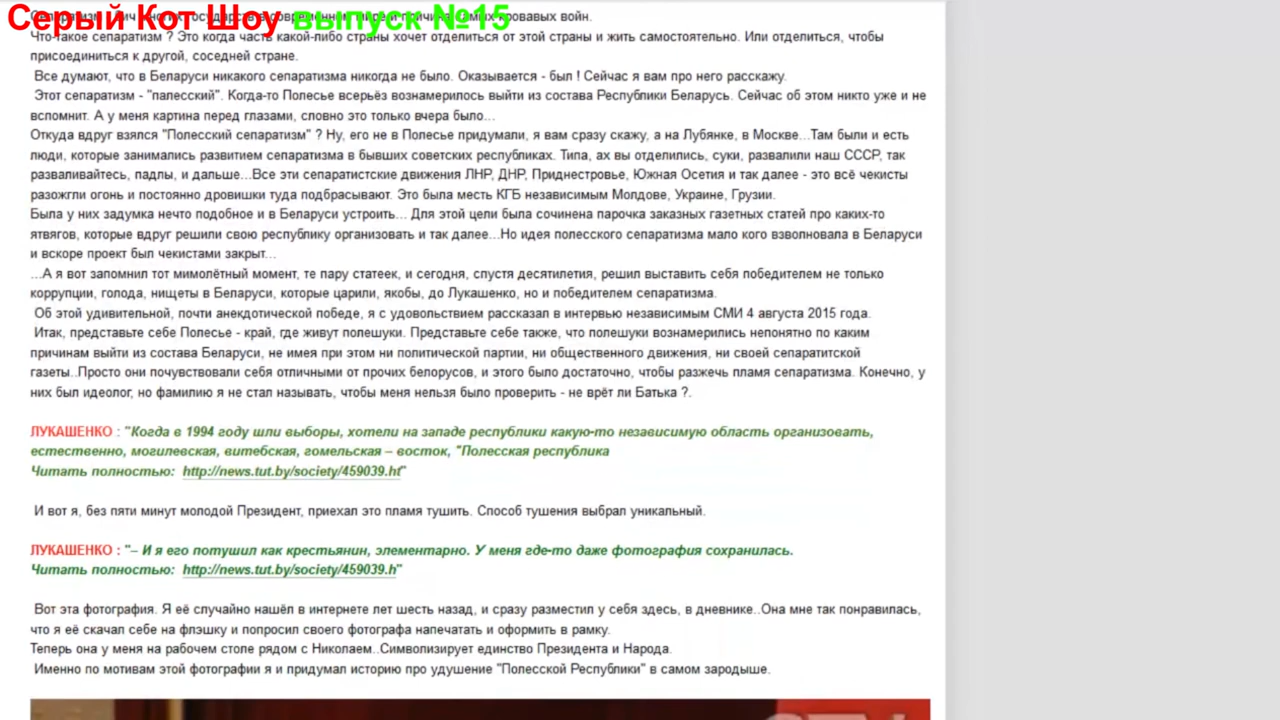 Серый Кот Шоу выпуск №15
кровавых войн.
Что такое сепаратизм ? Это когда часть какой-либо страны хочет отделиться от этой страны и жить самостоятельно. Или отделиться, чтобы
присоединиться к другой, соседней стране.
Все думают, что в Беларуси никакого сепаратизма никогда не было. Оказывается - был ! Сейчас я вам про него расскажу.
Этот сепаратизм - "палесский". Когда-то Полесье всерьёз вознамерилось выйти из состава Республики Беларусь. Сейчас об этом никто уже и не
вспомнит. А у меня картина перед глазами, словно это только вчера было...
Откуда вдруг взялся "Полесский сепаратизм" ? Ну, его не в Полесье придумали, я вам сразу скажу, а на Лубянке, в Москве...Там были и есть
люди, которые занимались развитием сепаратизма в бывших советских республиках. Типа, ах вы отделились, суки, развалили наш СССР, так
разваливайтесь, падлы, и дальше...Все эти сепаратистские движения ЛНР, ДНР, Приднестровье, Южная Осетия и так далее - это всё чекисты
разожгли огонь и постоянно дровишки туда подбрасывают. Это была месть КГБ независимым Молдове, Украине, Грузии.
Была у них задумка нечто подобное и в Беларуси устроить... Для этой цели была сочинена парочка заказных газетных статей про каких-то
ятвягов, которые вдруг решили свою республику организовать и так далее...Но идея полесского сепаратизма мало кого взволновала в Беларуси
и вскоре проект был чекистами закрыт...
...А я вот запомнил тот мимолётный момент, те пару статеек, и сегодня, спустя десятилетия, решил выставить себя победителем не только
коррупции, голода, нищеты в Беларуси, которые царили, якобы, до Лукашенко, но и победителем сепаратизма.
Об этой удивительной, почти анекдотической победе, я с удовольствием рассказал в интервью независимым СМИ 4 августа 2015 года.
Итак, представьте себе Полесье - край, где живут полешуки. Представьте себе также, что полешуки вознамерились непонятно по каким
причинам выйти из состава Беларуси, не имея при этом ни политической партии, ни общественного движения, ни своей сепаратитской
газеты..Просто они почувствовали себя отличными от прочих белорусов, и этого было достаточно, чтобы разжечь пламя сепаратизма. Конечно, у
них был идеолог, но фамилию я не стал называть, чтобы меня нельзя было проверить - не врёт ли Батька ?.
ЛУКАШЕНКО : "Когда в 1994 году шли выборы, хотели на западе республики какую-то независимую область организовать,
естественно, могилевская, витебская, гомельская – восток, "Полесская республика
Читать полностью: http://news.tut.by/society/459039.ht"
И вот я, без пяти минут молодой Президент, приехал это пламя тушить. Способ тушения выбрал уникальный.
ЛУКАШЕНКО : "– И я его потушил как крестьянин, элементарно. У меня где-то даже фотография сохранилась.
Читать полностью: http://news.tut.by/society/459039.h"
Вот эта фотография. Я её случайно нашёл в интернете лет шесть назад, и сразу разместил у себя здесь, в дневнике..Она мне так понравилась,
что я её скачал себе на флэшку и попросил своего фотографа напечатать и оформить в рамку.
Теперь она у меня на рабочем столе рядом с Николаем..Символизирует единство Президента и Народа.
Именно по мотивам этой фотографии я и придумал историю про удушение "Полесской Республики" в самом зародыше.